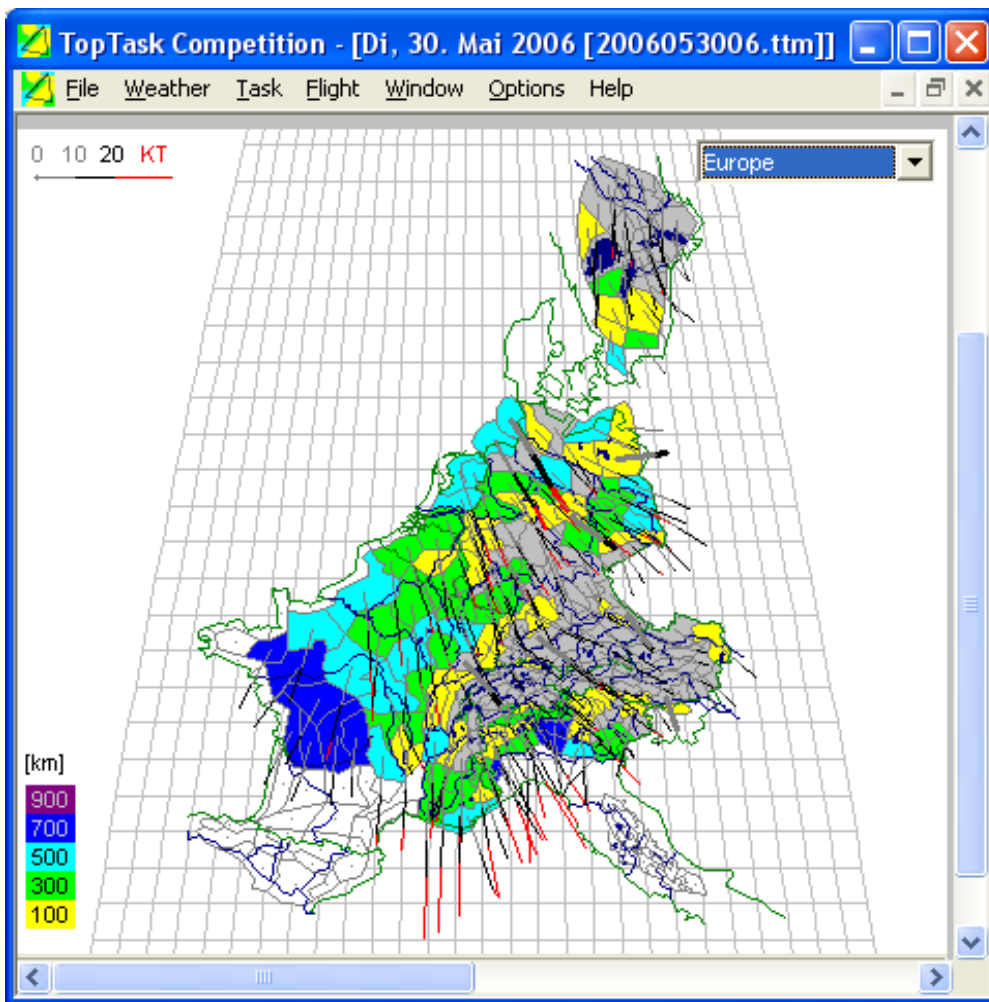 TopTask Competition - [Di, 30. Mai 2006 [2006053006.ttm]]
File Weather Task Flight Window Options Help
0 10 20 KT
Europe
[km]
900
700
500
300
100